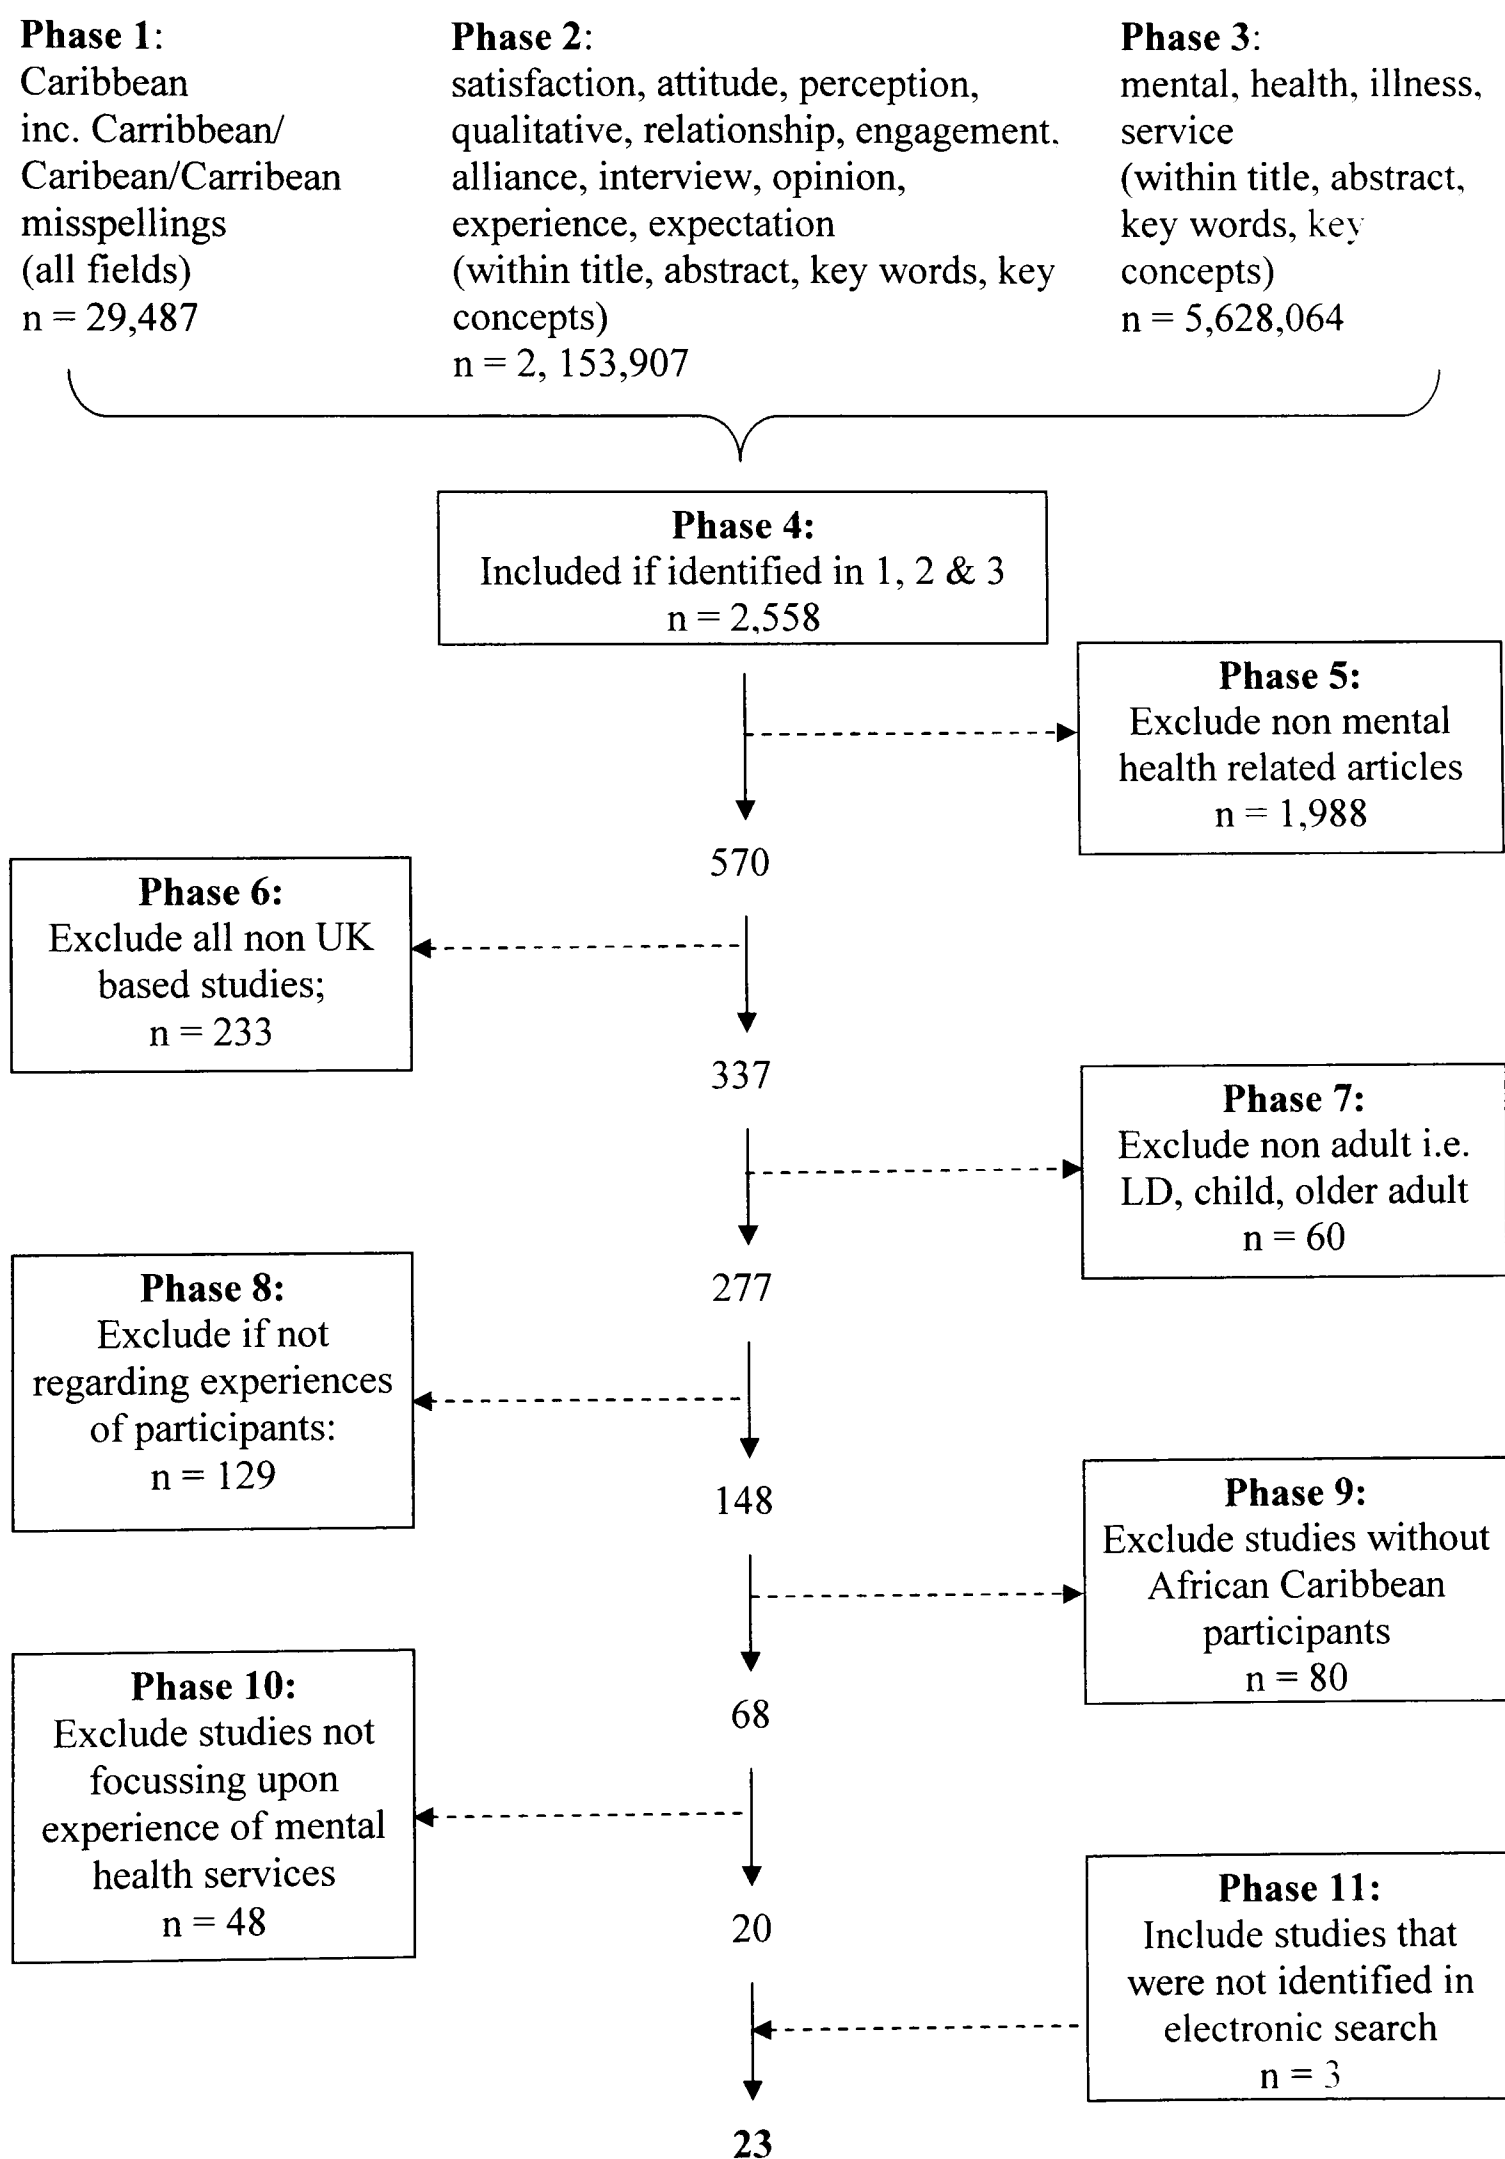 Phase 1:
Caribbean
inc. Carribbean/
Caribean/Carribean
misspellings
(all fields)
n = 29,487
Phase 2:
satisfaction, attitude, perception,
qualitative, relationship, engagement.
alliance, interview, opinion,
experience, expectation
(within title, abstract, key words, key
concepts)
n = 2, 153,907
Phase 3:
mental, health, illness,
service
(within title, abstract,
key words, key
concepts)
n = 5,628,064
Phase 4:
Included if identified in 1, 2 & 3
n = 2,558
Phase 5:
Exclude non mental
health related articles
n = 1,988
570
Phase 6:
Exclude all non UK
based studies;
n = 233
337
Phase 7:
Exclude non adult i.e.
LD, child, older adult
n = 60
277
Phase 8:
Exclude if not
regarding experiences
of participants:
n = 129
148
Phase 9:
Exclude studies without
African Caribbean
participants
n = 80
68
Phase 10:
Exclude studies not
focussing upon
experience of mental
health services
n = 48
20
Phase 11:
Include studies that
were not identified in
electronic search
n = 3
23